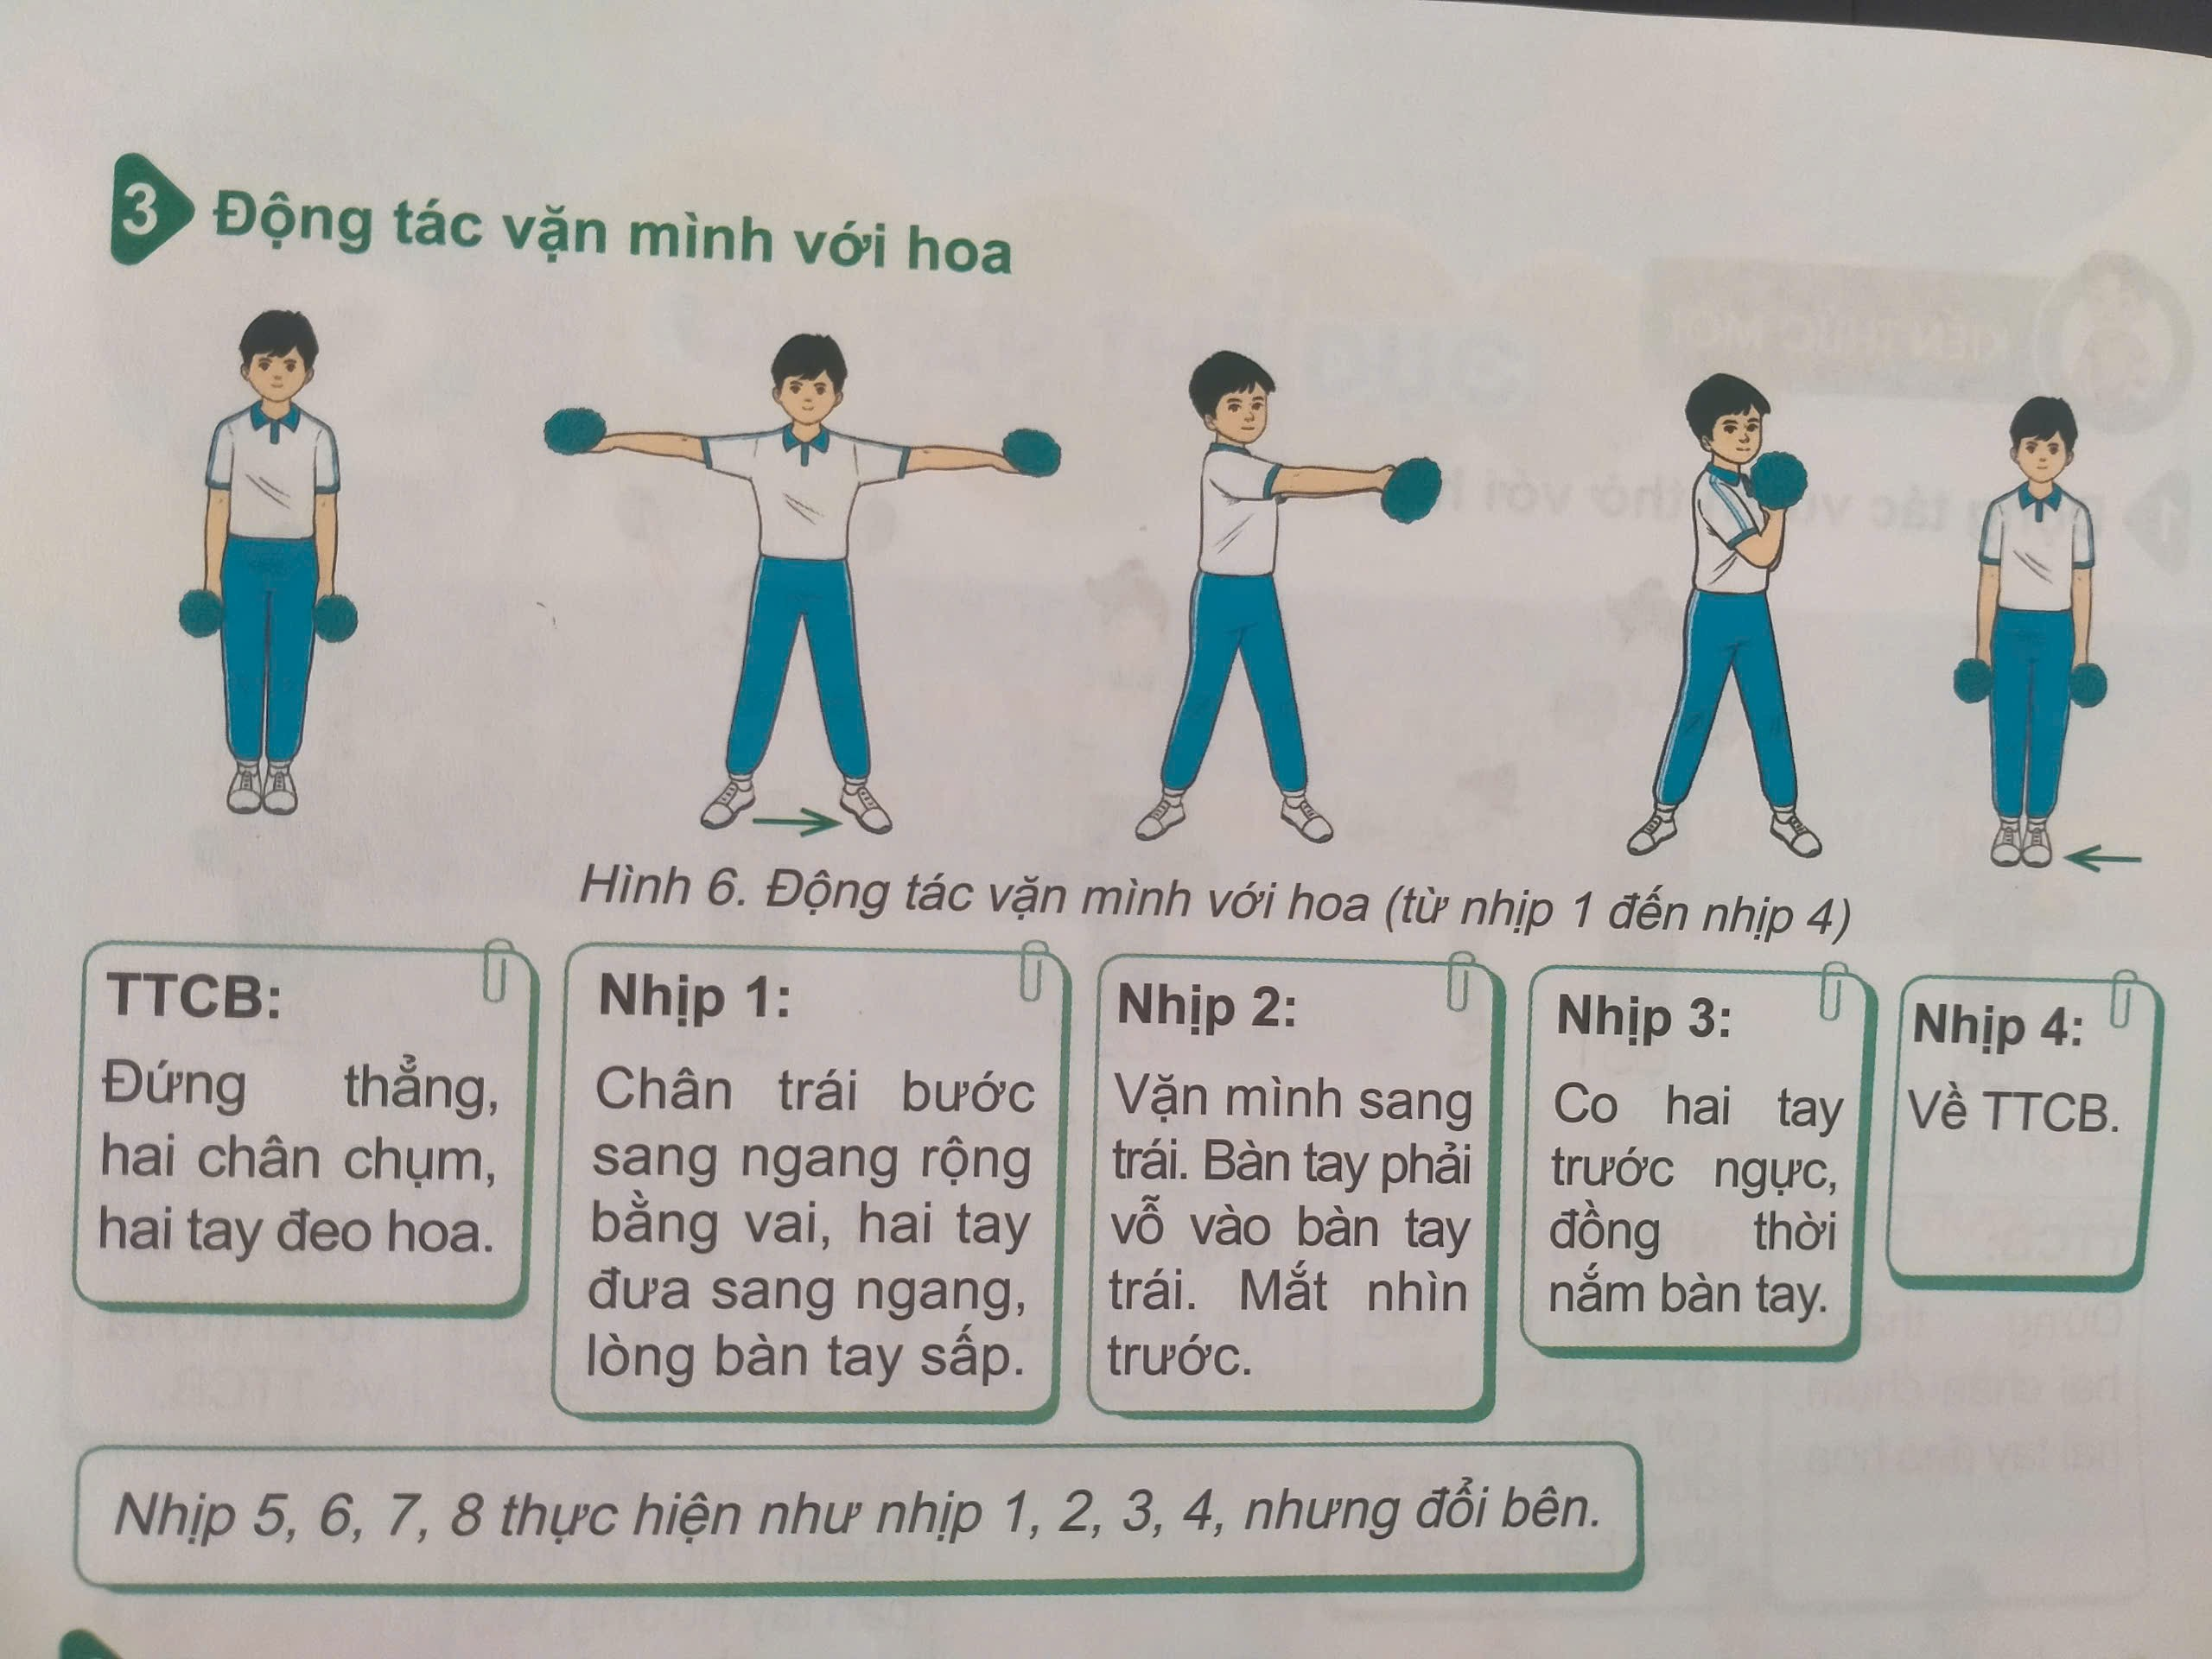 3 Động tác vặn mình với hoa
Hình 6. Động tác vặn mình với hoa (từ nhịp 1 đến nhịp 4)
TTCB:
Đứng thẳng,
hai chân chụm,
hai tay đeo hoa.
Nhịp 1:
Chân trái bước
sang ngang rộng
bằng vai, hai tay
đưa sang ngang,
lòng bàn tay sấp.
Nhịp 2:
Vặn mình sang
trái. Bàn tay phải
vỗ vào bàn tay
trái. Mắt nhìn
trước.
Nhịp 3:
Co hai tay
trước ngực,
đồng thời
nắm bàn tay.
Nhịp 4:
Về TTCB.
Nhịp 5, 6, 7, 8 thực hiện như nhịp 1, 2, 3, 4, nhưng đổi bên.